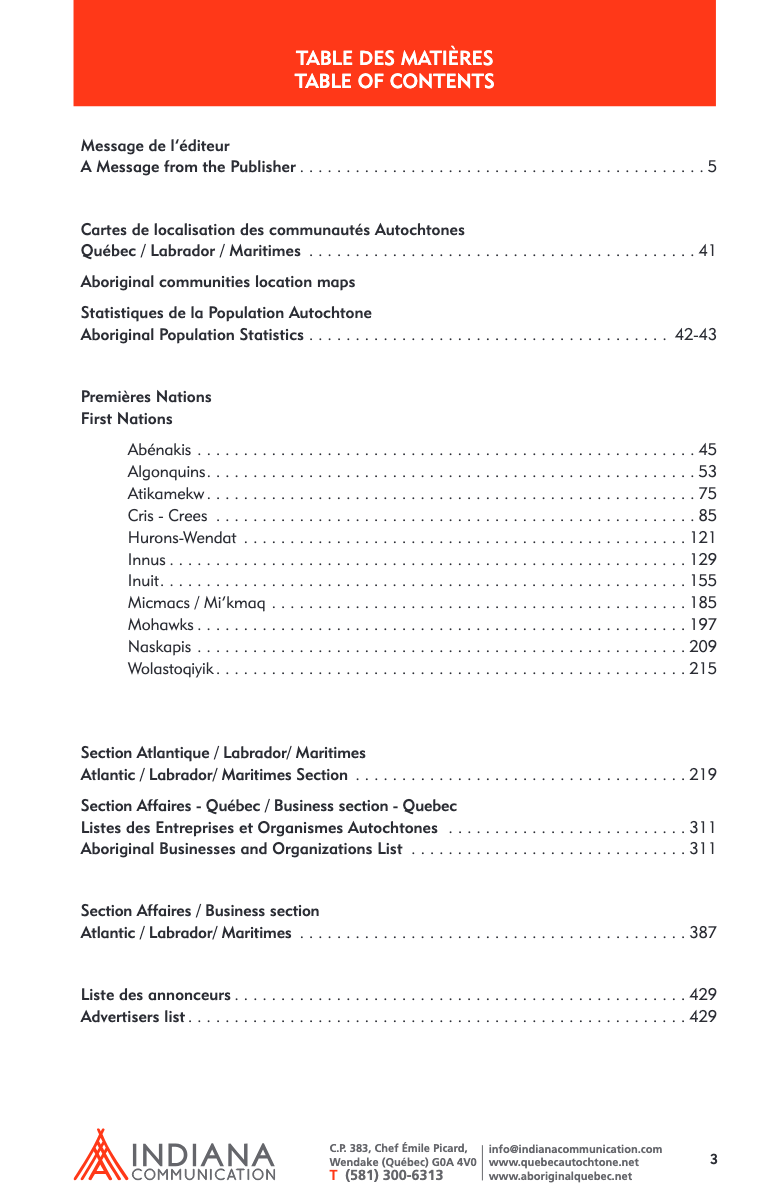 TABLE DES MATIÈRES
TABLE OF CONTENTS
Message de l'éditeur
A Message from the Publisher . . . . . . . . . . . . . . . . . . . . . . . . . . . . . . . . . . . . . . . . . . . . 5
Cartes de localisation des communautés Autochtones
Québec / Labrador / Maritimes . . . . . . . . . . . . . . . . . . . . . . . . . . . . . . . . . . . . . . . . . . 41
Aboriginal communities location maps
Statistiques de la Population Autochtone
Aboriginal Population Statistics . . . . . . . . . . . . . . . . . . . . . . . . . . . . . . . . . . . . . . . 42-43
Premières Nations
First Nations
Abénakis . . . . . . . . . . . . . . . . . . . . . . . . . . . . . . . . . . . . . . . . . . . . . . . . . . . . . . 45
Algonquins . . . . . . . . . . . . . . . . . . . . . . . . . . . . . . . . . . . . . . . . . . . . . . . . . . . . . 53
Atikamekw . . . . . . . . . . . . . . . . . . . . . . . . . . . . . . . . . . . . . . . . . . . . . . . . . . . . . 75
Cris - Crees . . . . . . . . . . . . . . . . . . . . . . . . . . . . . . . . . . . . . . . . . . . . . . . . . . . . 85
Hurons-Wendat . . . . . . . . . . . . . . . . . . . . . . . . . . . . . . . . . . . . . . . . . . . . . . . . 121
Innus . . . . . . . . . . . . . . . . . . . . . . . . . . . . . . . . . . . . . . . . . . . . . . . . . . . . . . . . 129
Inuit . . . . . . . . . . . . . . . . . . . . . . . . . . . . . . . . . . . . . . . . . . . . . . . . . . . . . . . . . 155
Micmacs / Mi'kmaq . . . . . . . . . . . . . . . . . . . . . . . . . . . . . . . . . . . . . . . . . . . . . 185
Mohawks . . . . . . . . . . . . . . . . . . . . . . . . . . . . . . . . . . . . . . . . . . . . . . . . . . . . . 197
Naskapis . . . . . . . . . . . . . . . . . . . . . . . . . . . . . . . . . . . . . . . . . . . . . . . . . . . . . 209
Wolastoqiyik . . . . . . . . . . . . . . . . . . . . . . . . . . . . . . . . . . . . . . . . . . . . . . . . . . . 215
Section Atlantique / Labrador/ Maritimes
Atlantic / Labrador/ Maritimes Section . . . . . . . . . . . . . . . . . . . . . . . . . . . . . . . . . . . . 219
Section Affaires - Québec / Business section - Quebec
Listes des Entreprises et Organismes Autochtones . . . . . . . . . . . . . . . . . . . . . . . . . . 311
Aboriginal Businesses and Organizations List . . . . . . . . . . . . . . . . . . . . . . . . . . . . . . 311
Section Affaires / Business section
Atlantic / Labrador/ Maritimes . . . . . . . . . . . . . . . . . . . . . . . . . . . . . . . . . . . . . . . . . . 387
Liste des annonceurs . . . . . . . . . . . . . . . . . . . . . . . . . . . . . . . . . . . . . . . . . . . . . . . . . 429
Advertisers list . . . . . . . . . . . . . . . . . . . . . . . . . . . . . . . . . . . . . . . . . . . . . . . . . . . . . . 429
INDIANA
COMMUNICATION
C.P. 383, Chef Émile Picard,
Wendake (Québec) G0A 4V0
T (581) 300-6313
info@indianacommunication.com
www.quebecautochtone.net
www.aboriginalquebec.net
3